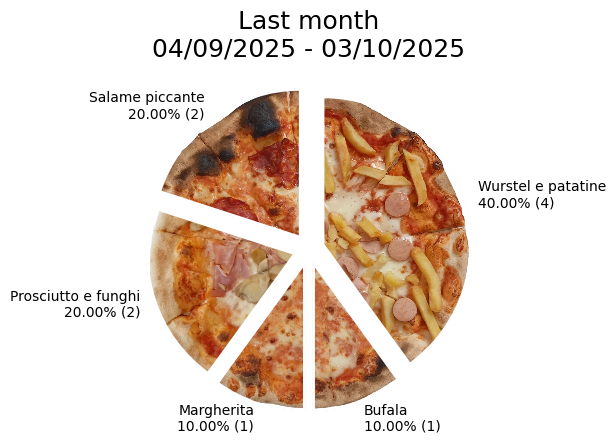 Last month
04/09/2025 - 03/10/2025
Salame piccante
20.00% (2)
Wurstel e patatine
40.00% (4)
Prosciutto e funghi
20.00% (2)
Margherita
10.00% (1)
Bufala
10.00% (1)